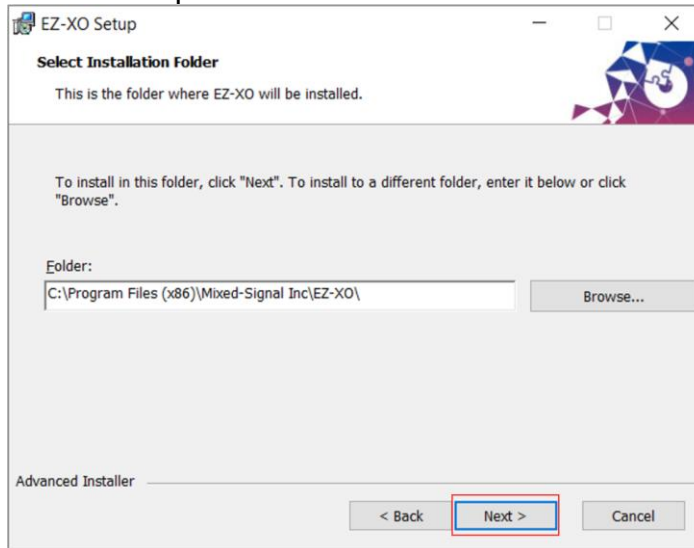 EZ-XO Setup
Select Installation Folder
This is the folder where EZ-XO will be installed.
To install in this folder, click "Next". To install to a different folder, enter it below or click
"Browse".
Folder:
C:\Program Files (x86)\Mixed-Signal Inc\EZ-XO\
Browse...
Advanced Installer
< Back
Next >
Cancel